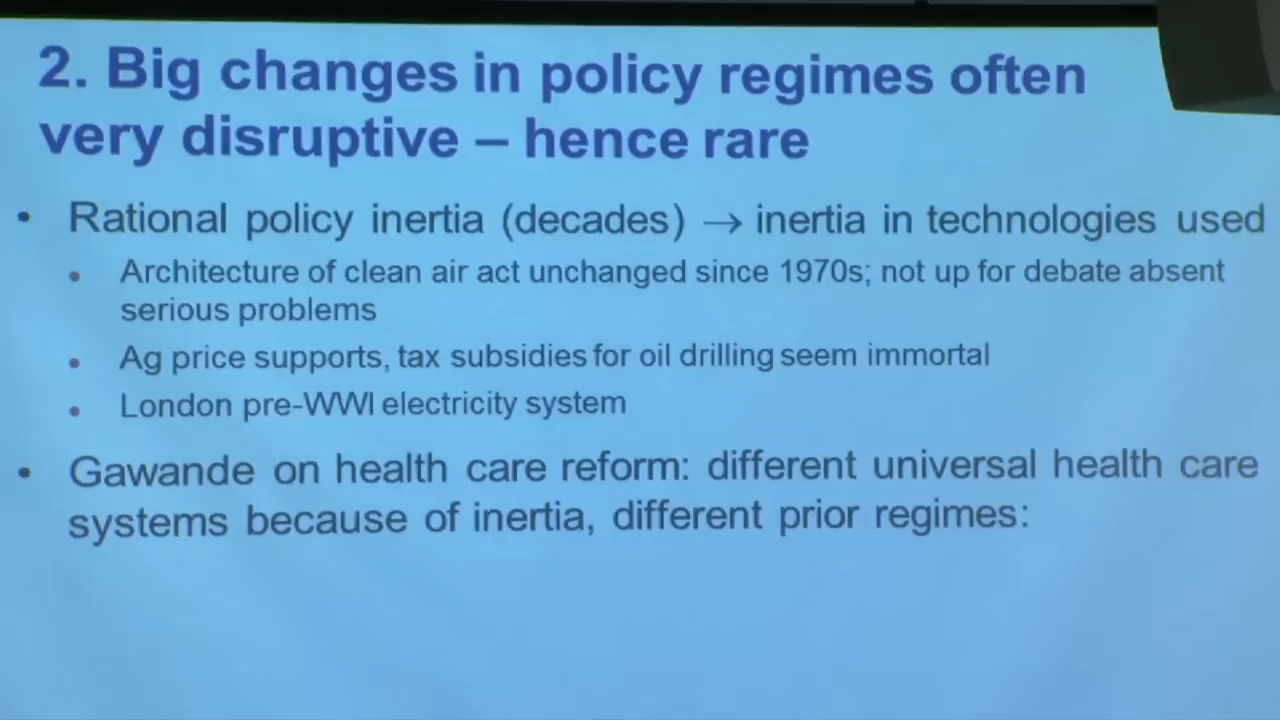 2. Big changes in policy regimes often
very disruptive – hence rare
• Rational policy inertia (decades) → inertia in technologies used
• Architecture of clean air act unchanged since 1970s; not up for debate absent
serious problems
• Ag price supports, tax subsidies for oil drilling seem immortal
• London pre-WWI electricity system
• Gawande on health care reform: different universal health care
systems because of inertia, different prior regimes: